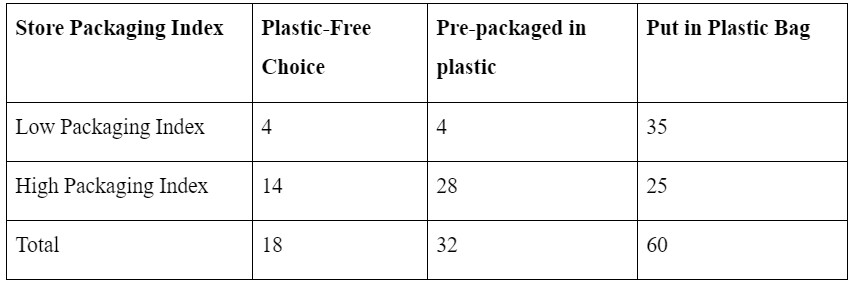 Store Packaging Index Plastic-Free Choice Pre-packaged in plastic Put in Plastic Bag
Low Packaging Index 4 4 35
High Packaging Index 14 28 25
Total 18 32 60